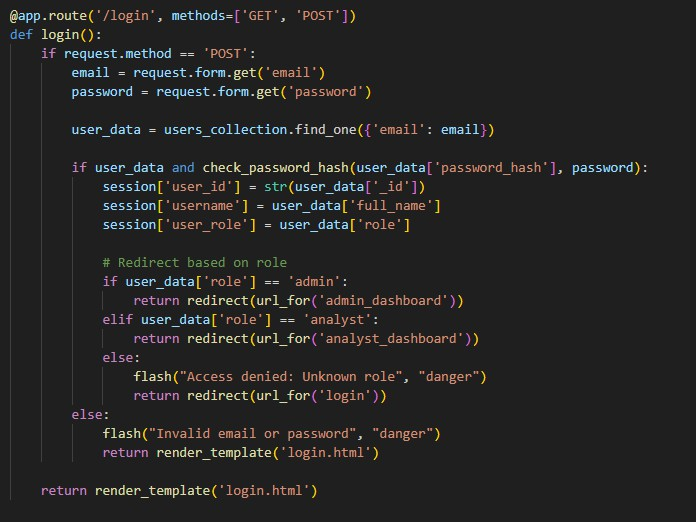 @app.route('/login', methods=['GET', 'POST'])
def login():
    if request.method == 'POST':
        email = request.form.get('email')
        password = request.form.get('password')

        user_data = users_collection.find_one({'email': email})

        if user_data and check_password_hash(user_data['password_hash'], password):
            session['user_id'] = str(user_data['_id'])
            session['username'] = user_data['full_name']
            session['user_role'] = user_data['role']

            # Redirect based on role
            if user_data['role'] == 'admin':
                return redirect(url_for('admin_dashboard'))
            elif user_data['role'] == 'analyst':
                return redirect(url_for('analyst_dashboard'))
            else:
                flash("Access denied: Unknown role", "danger")
                return redirect(url_for('login'))
        else:
            flash("Invalid email or password", "danger")
            return render_template('login.html')

    return render_template('login.html')